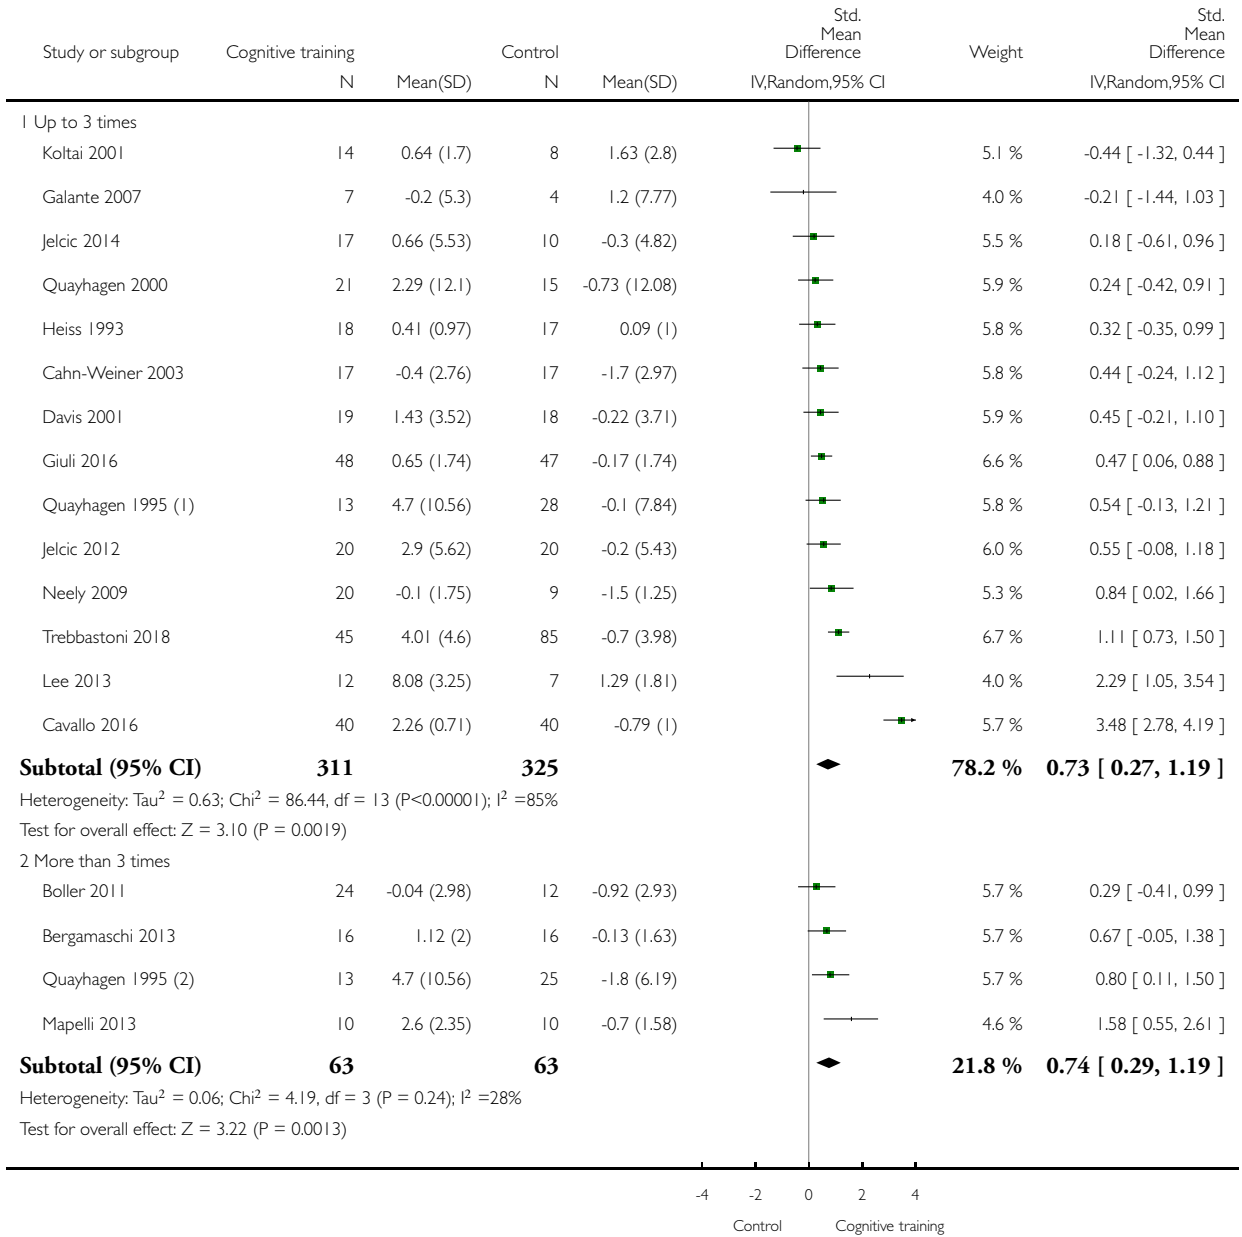 Std. Mean Difference Std. Mean Difference
Study or subgroup Cognitive training Control Weight
N Mean(SD) N Mean(SD) IV,Random,95% CI IV,Random,95% CI
1 Up to 3 times
Koltai 2001 14 0.64 (1.7) 8 1.63 (2.8) 5.1 % -0.44 [ -1.32, 0.44 ]
Galante 2007 7 -0.2 (5.3) 4 1.2 (7.77) 4.0 % -0.21 [ -1.44, 1.03 ]
Jelcic 2014 17 0.66 (5.53) 10 -0.3 (4.82) 5.5 % 0.18 [ -0.61, 0.96 ]
Quayhagen 2000 21 2.29 (12.1) 15 -0.73 (12.08) 5.9 % 0.24 [ -0.42, 0.91 ]
Heiss 1993 18 0.41 (0.97) 17 0.09 (1) 5.8 % 0.32 [ -0.35, 0.99 ]
Cahn-Weiner 2003 17 -0.4 (2.76) 17 -1.7 (2.97) 5.8 % 0.44 [ -0.24, 1.12 ]
Davis 2001 19 1.43 (3.52) 18 -0.22 (3.71) 5.9 % 0.45 [ -0.21, 1.10 ]
Giuli 2016 48 0.65 (1.74) 47 -0.17 (1.74) 6.6 % 0.47 [ 0.06, 0.88 ]
Quayhagen 1995 (1) 13 4.7 (10.56) 28 -0.1 (7.84) 5.8 % 0.54 [ -0.13, 1.21 ]
Jelcic 2012 20 2.9 (5.62) 20 -0.2 (5.43) 6.0 % 0.55 [ -0.08, 1.18 ]
Neely 2009 20 -0.1 (1.75) 9 -1.5 (1.25) 5.3 % 0.84 [ 0.02, 1.66 ]
Trebbastoni 2018 45 4.01 (4.6) 85 -0.7 (3.98) 6.7 % 1.11 [ 0.73, 1.50 ]
Lee 2013 12 8.08 (3.25) 7 1.29 (1.81) 4.0 % 2.29 [ 1.05, 3.54 ]
Cavallo 2016 40 2.26 (0.71) 40 -0.79 (1) 5.7 % 3.48 [ 2.78, 4.19 ]
Subtotal (95% CI) 311 325 78.2 % 0.73 [ 0.27, 1.19 ]
Heterogeneity: Tau² = 0.63; Chi² = 86.44, df = 13 (P<0.00001); I² =85%
Test for overall effect: Z = 3.10 (P = 0.0019)
2 More than 3 times
Boller 2011 24 -0.04 (2.98) 12 -0.92 (2.93) 5.7 % 0.29 [ -0.41, 0.99 ]
Bergamaschi 2013 16 1.12 (2) 16 -0.13 (1.63) 5.7 % 0.67 [ -0.05, 1.38 ]
Quayhagen 1995 (2) 13 4.7 (10.56) 25 -1.8 (6.19) 5.7 % 0.80 [ 0.11, 1.50 ]
Mapelli 2013 10 2.6 (2.35) 10 -0.7 (1.58) 4.6 % 1.58 [ 0.55, 2.61 ]
Subtotal (95% CI) 63 63 21.8 % 0.74 [ 0.29, 1.19 ]
Heterogeneity: Tau² = 0.06; Chi² = 4.19, df = 3 (P = 0.24); I² =28%
Test for overall effect: Z = 3.22 (P = 0.0013)
-4 -2 0 2 4
Control Cognitive training